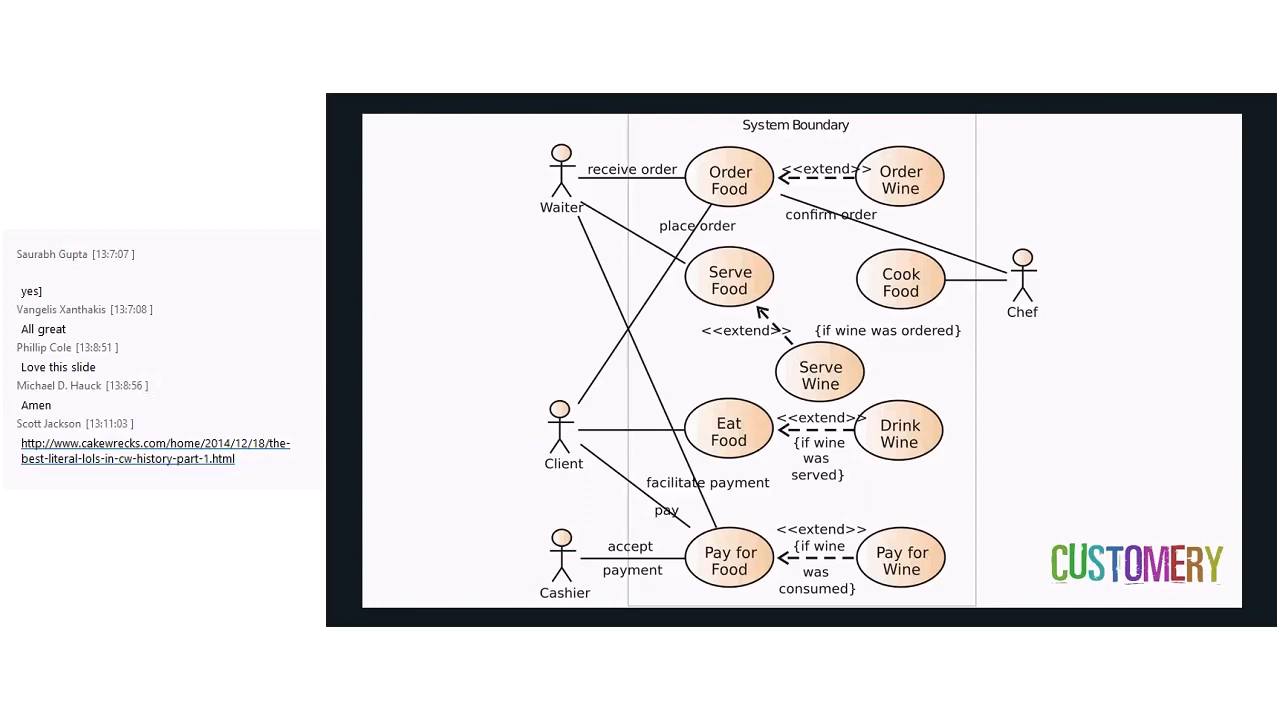 Saurabh Gupta [13:7:07 ]
yes]
Vangelis Xanthakis [13:7:08 ]
All great
Phillip Cole [13:8:51 ]
Love this slide
Michael D. Hauck [13:8:56 ]
Amen
Scott Jackson [13:11:03 ]
http://www.cakewrecks.com/home/2014/12/18/the-
best-literal-lols-in-cw-history-part-1.html
System Boundary
receive order
Order
Food
<<extend>>
Order
Wine
Waiter
place order
confirm order
Serve
Food
Cook
Food
Chef
<<extend>>
{if wine was ordered}
Serve
Wine
Client
Eat
Food
<<extend>>
{if wine
was
served}
Drink
Wine
facilitate payment
pay
Cashier
accept
payment
Pay for
Food
<<extend>>
{if wine
was
consumed}
Pay for
Wine
CUSTOMERY